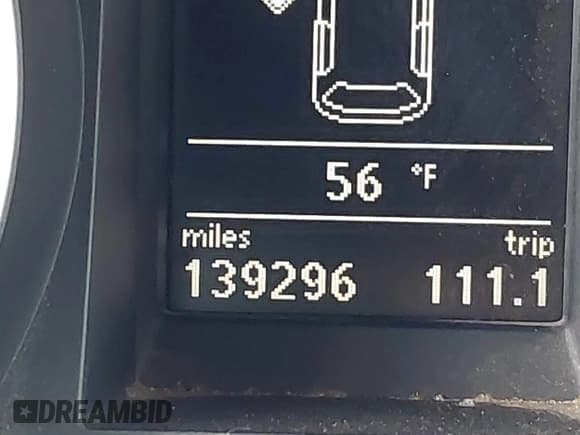 56 °F
miles trip
139296 111.1
DREAMBID